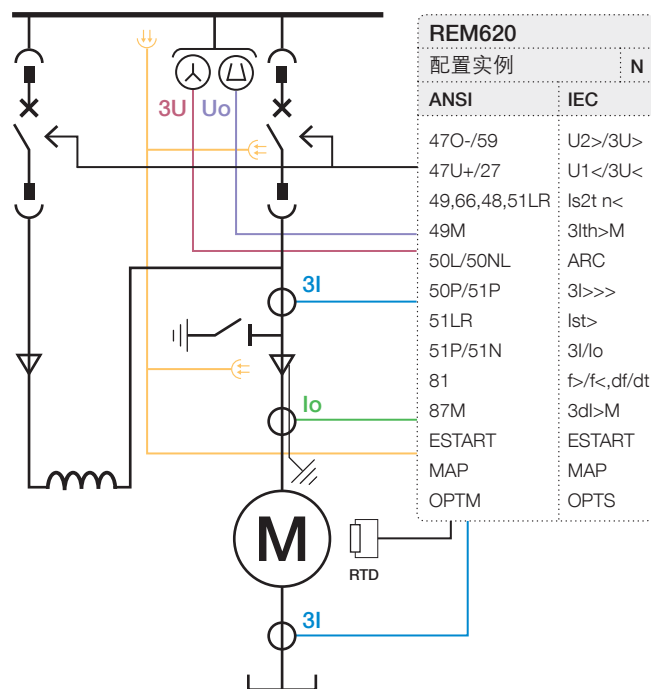 REM620
配置实例 N
ANSI IEC
47O-/59 U2>/3U>
47U+/27 U1</3U<
49,66,48,51LR Is2t n<
49M 3Ith>M
50L/50NL ARC
50P/51P 3I>>>
51LR Ist>
51P/51N 3I/Io
81 f>/f<,df/dt
87M 3dI>M
ESTART ESTART
MAP MAP
OPTM OPTS
3U Uo
3I
Io
M
RTD
3I